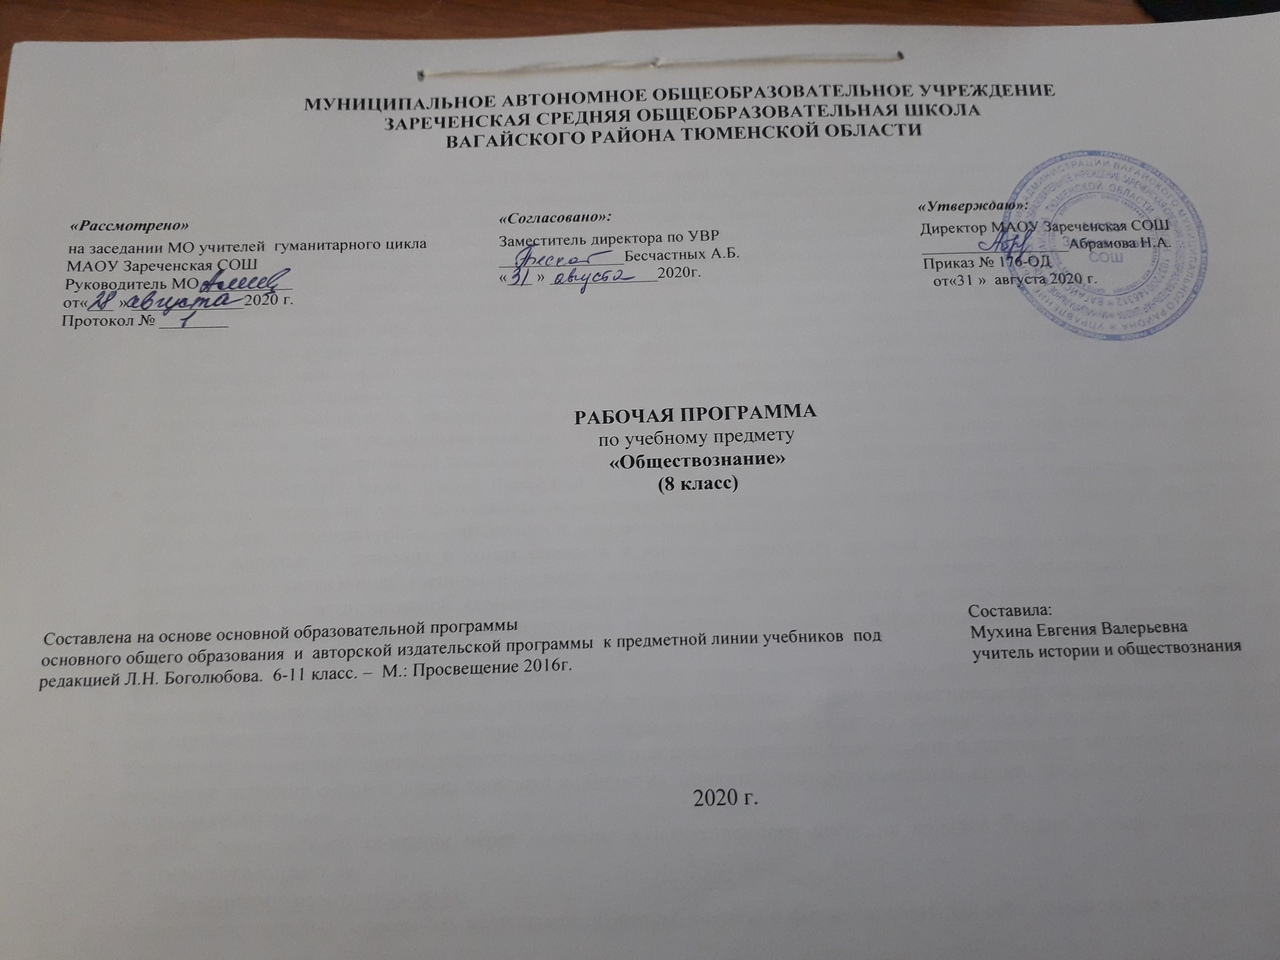 МУНИЦИПАЛЬНОЕ АВТОНОМНОЕ ОБЩЕОБРАЗОВАТЕЛЬНОЕ УЧРЕЖДЕНИЕ
ЗАРЕЧЕНСКАЯ СРЕДНЯЯ ОБЩЕОБРАЗОВАТЕЛЬНАЯ ШКОЛА
ВАГАЙСКОГО РАЙОНА ТЮМЕНСКОЙ ОБЛАСТИ
«Рассмотрено»
на заседании МО учителей гуманитарного цикла
МАОУ Зареченская СОШ
Руководитель МО
от« 28 » августа 2020 г.
Протокол № 1
«Согласовано»:
Заместитель директора по УВР
Бесчастных А.Б.
« 31 » августа 2020г.
«Утверждаю»:
Директор МАОУ Зареченская СОШ
Абрамова Н.А.
Приказ № 176-ОД
от«31 » августа 2020 г.
РАБОЧАЯ ПРОГРАММА
по учебному предмету
«Обществознание»
(8 класс)
Составлена на основе основной образовательной программы
основного общего образования и авторской издательской программы к предметной линии учебников под
редакцией Л.Н. Боголюбова. 6-11 класс. – М.: Просвещение 2016г.
Составила:
Мухина Евгения Валерьевна
учитель истории и обществознания
2020 г.